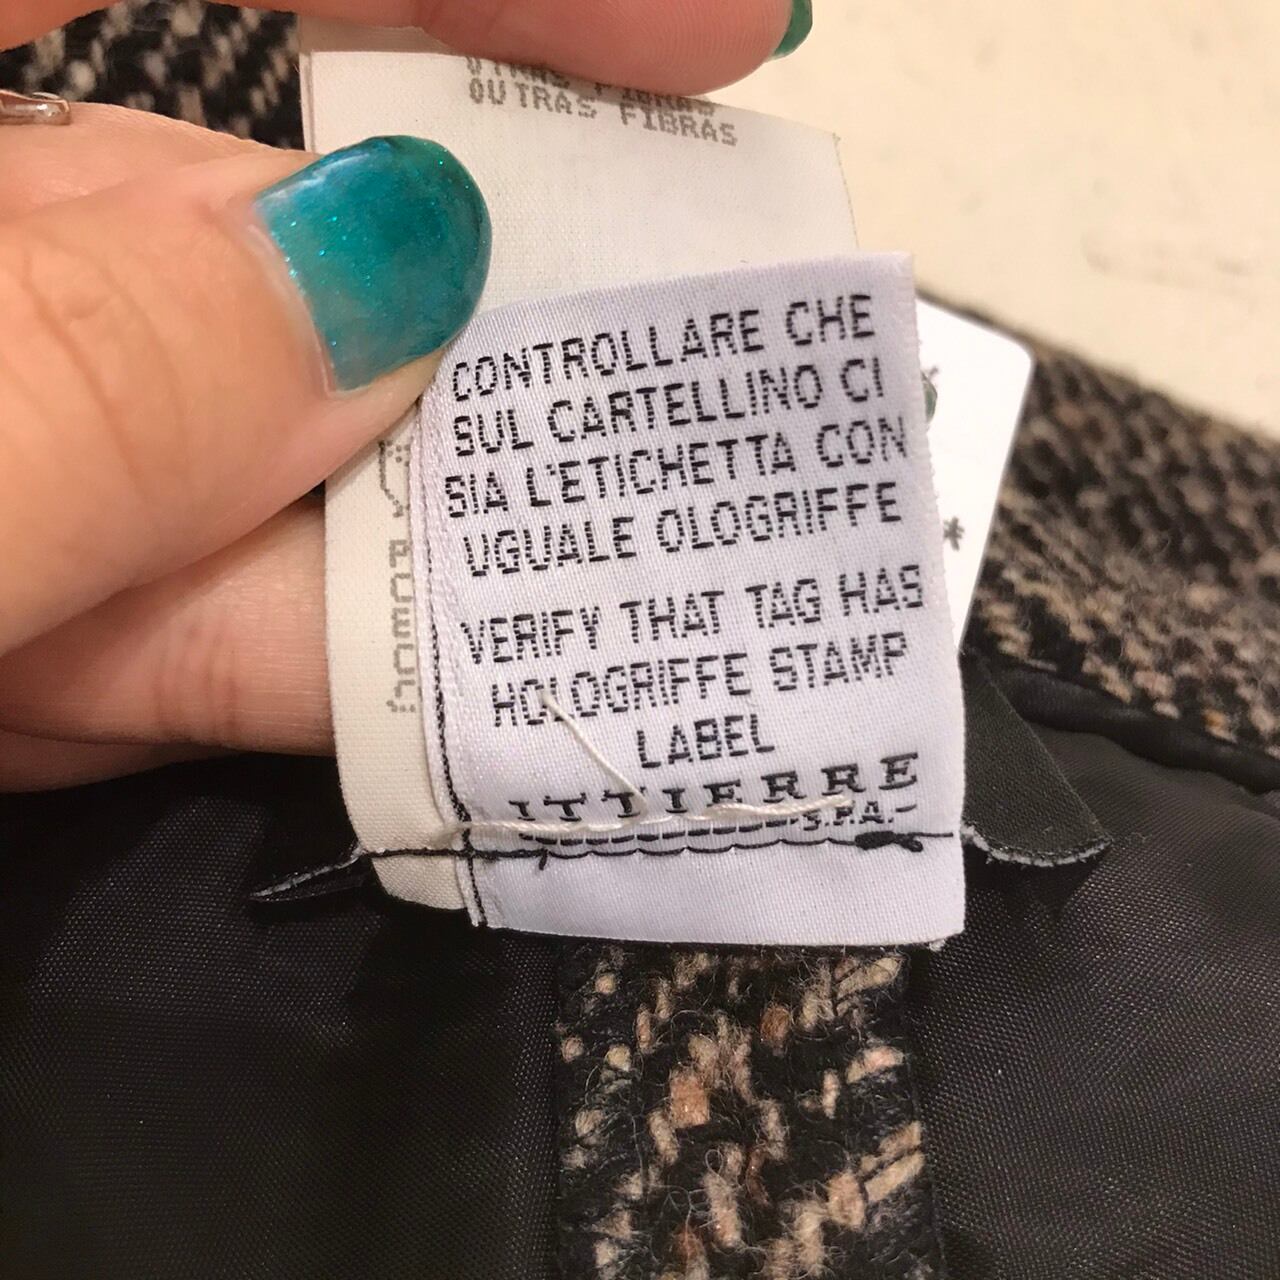 OUTRAS FIBRAS
CONTROLLARE CHE
SUL CARTELLINO CI
SIA L'ETICHETTA CON
UGUALE OLOGRIFFE
VERIFY THAT TAG HAS
HOLOGRIFFE STAMP
LABEL
ITTIERRE
S.P.A.-
*